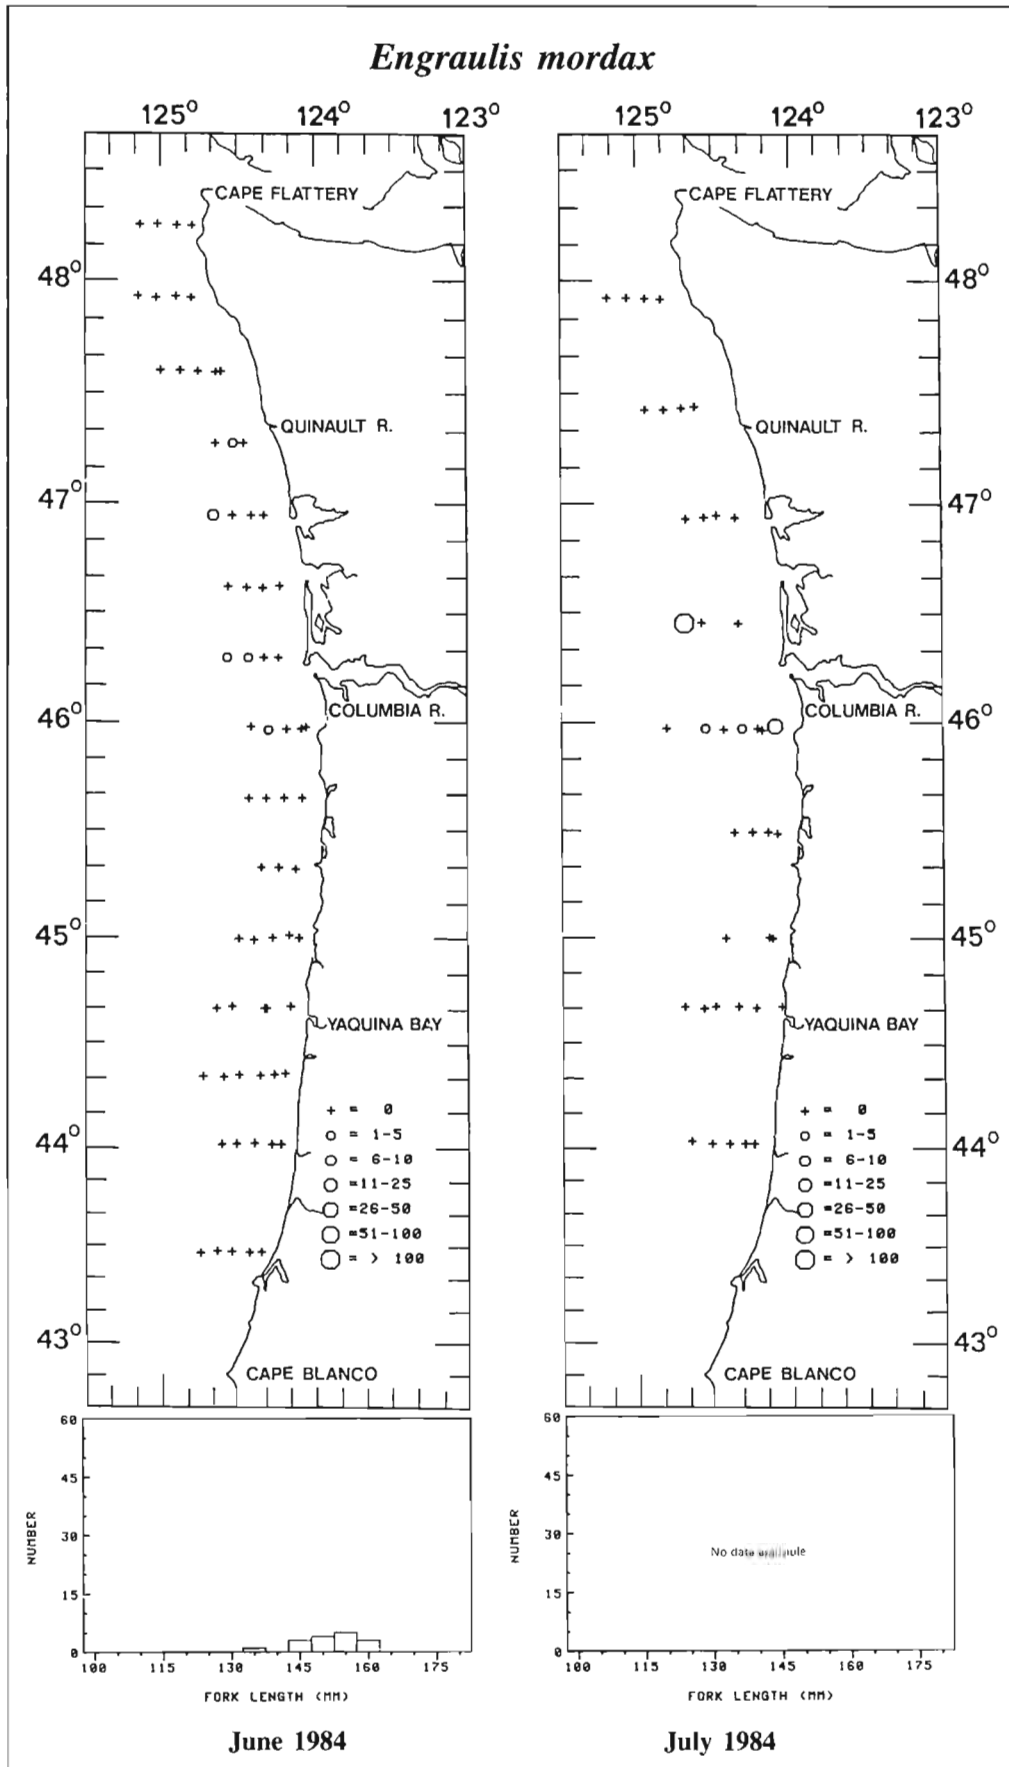 Engraulis mordax
125° 124° 123°
CAPE FLATTERY
48°
QUINAULT R.
47°
COLUMBIA R.
46°
45°
YAQUINA BAY
+ = 0
44°
o = 1-5
o = 6-10
o =11-25
o =26-50
o =51-100
o = > 100
43°
CAPE BLANCO
60
45
30
15
0
NUMBER
100 115 130 145 160 175
FORK LENGTH (MM)
June 1984
125° 124° 123°
CAPE FLATTERY
48°
QUINAULT R.
47°
COLUMBIA R.
46°
45°
YAQUINA BAY
+ = 0
44°
o = 1-5
o = 6-10
o =11-25
o =26-50
o =51-100
o = > 100
43°
CAPE BLANCO
60
45
30
15
0
NUMBER
No data
100 115 130 145 160 175
FORK LENGTH (MM)
July 1984